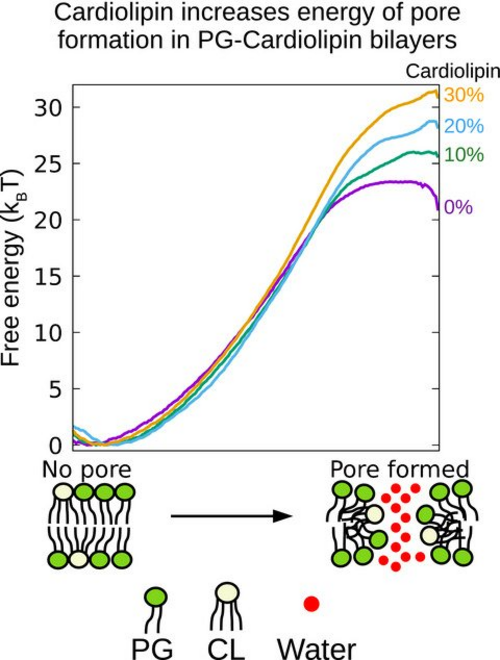 Cardiolipin increases energy of pore
formation in PG-Cardiolipin bilayers
Cardiolipin
30%
20%
10%
0%
Free energy (k_BT)
30
25
20
15
10
5
0
No pore
Pore formed
PG
CL
Water